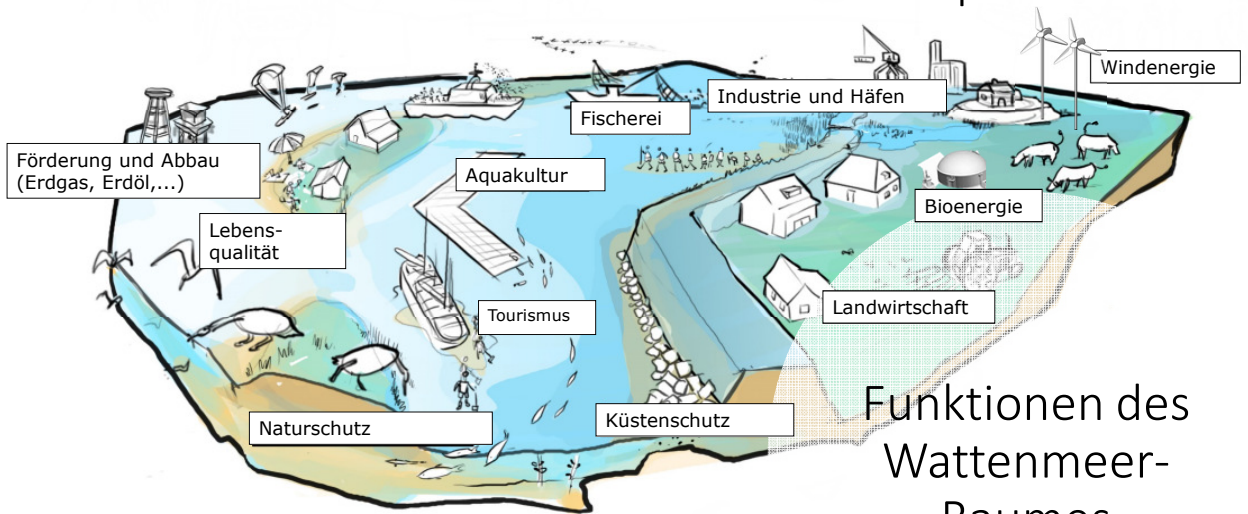 Windenergie
Industrie und Häfen
Fischerei
Förderung und Abbau
(Erdgas, Erdöl,...)
Aquakultur
Bioenergie
Lebens-
qualität
Landwirtschaft
Tourismus
Naturschutz
Küstenschutz
Funktionen des
Wattenmeer-
Raumes